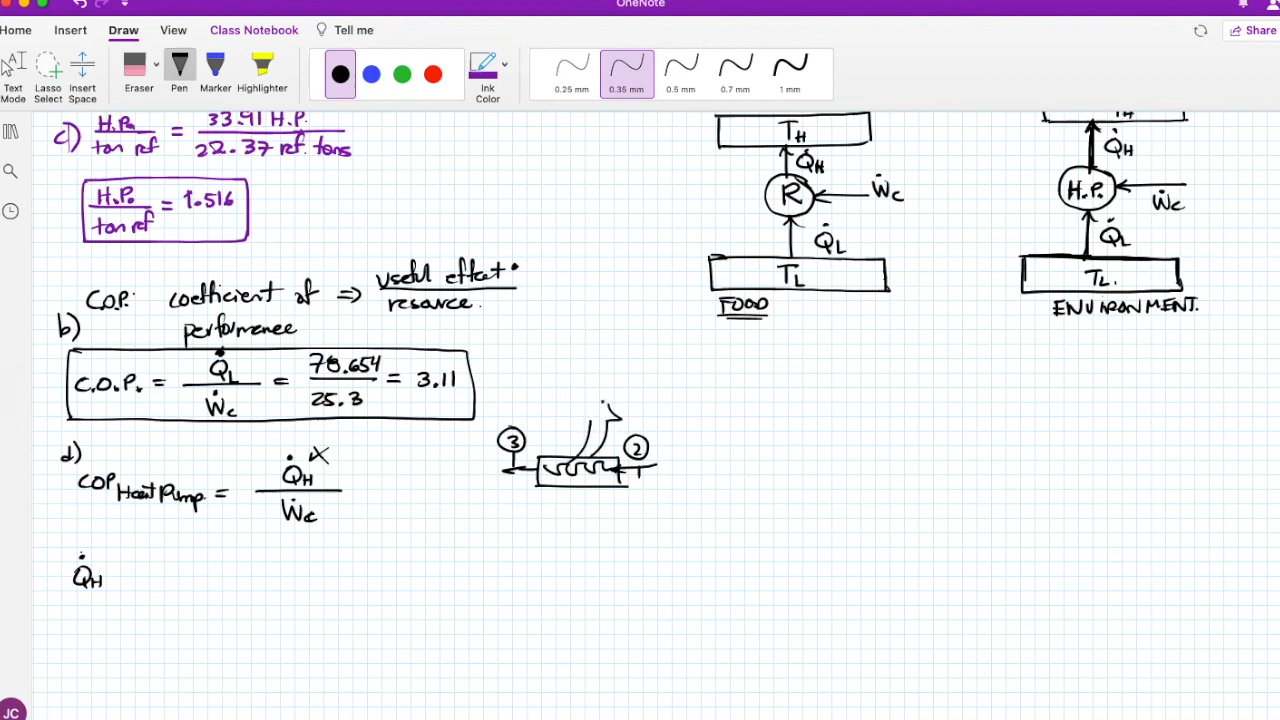 OneNote
Home Insert Draw View Class Notebook Tell me
Share
Text Mode
Lasso Select
Insert Space
Eraser
Pen
Marker
Highlighter
Ink Color
0.25 mm
0.35 mm
0.5 mm
0.7 mm
1 mm
c) H.P. / ton ref = 33.91 H.P. / 22.37 ref. tons
H.P. / ton ref = 1.516
C.O.P: coefficient of performance ⇒ useful effect / resource.
b)
C.O.P. = Q̇L / Ẇc = 78.654 / 25.3 = 3.11
d)
COP Heat Pump = Q̇H / Ẇc
Q̇H
3
2
TH
Q̇H
R
Ẇc
Q̇L
TL
FOOD
TH
Q̇H
H.P.
Ẇc
Q̇L
TL.
ENVIRONMENT.
JC